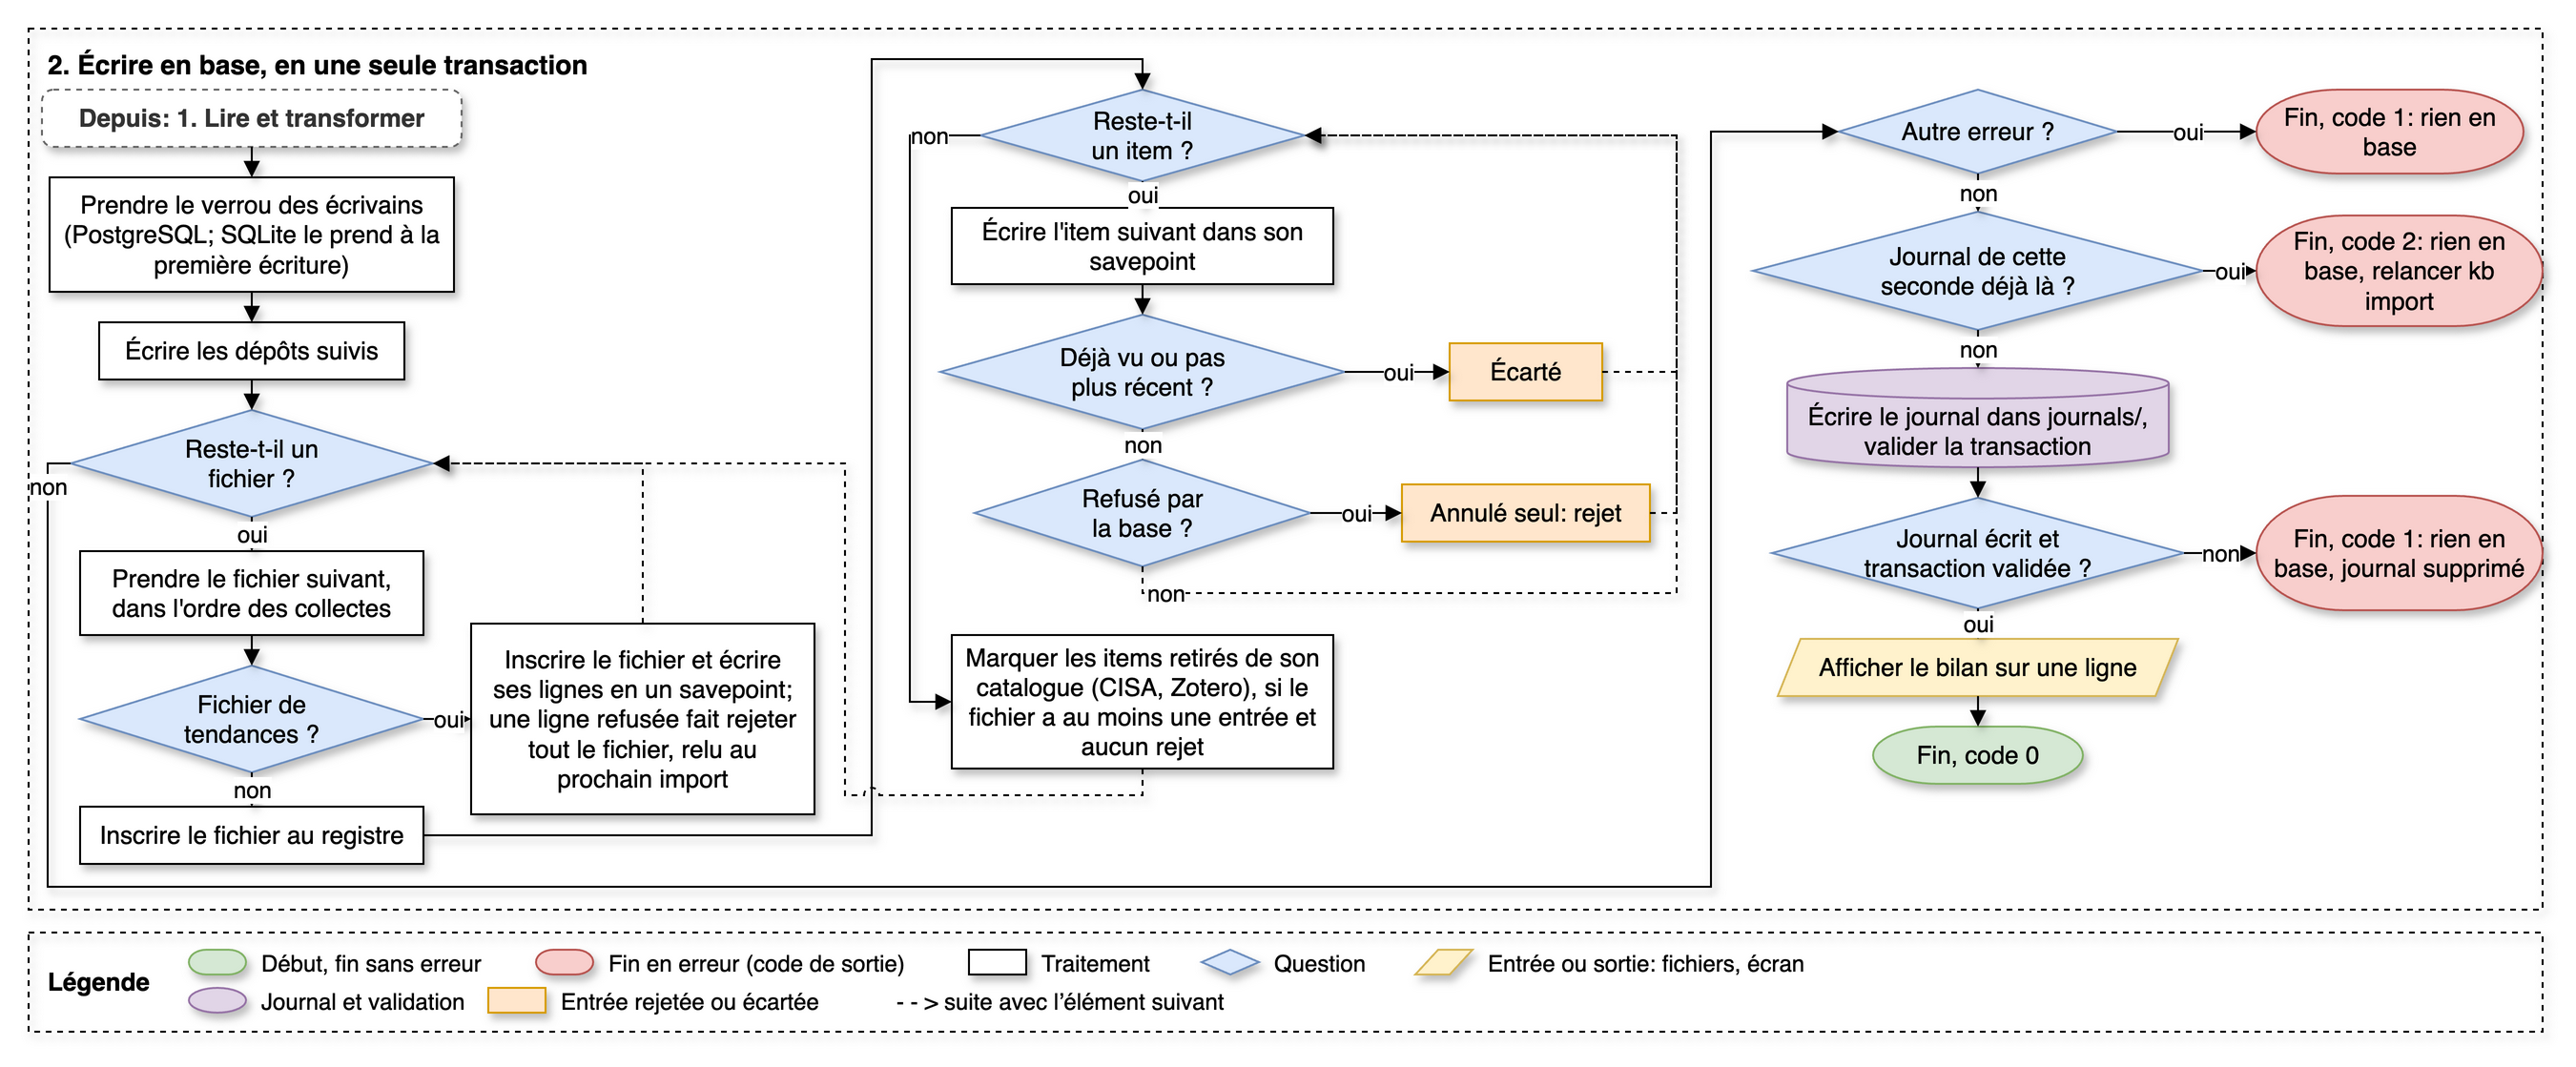 2. Écrire en base, en une seule transaction
Depuis: 1. Lire et transformer
Prendre le verrou des écrivains
(PostgreSQL; SQLite le prend à la
première écriture)
Écrire les dépôts suivis
Reste-t-il un
fichier ?
non
oui
Prendre le fichier suivant,
dans l'ordre des collectes
Fichier de
tendances ?
oui
non
Inscrire le fichier au registre
Inscrire le fichier et écrire
ses lignes en un savepoint;
une ligne refusée fait rejeter
tout le fichier, relu au
prochain import
Reste-t-il
un item ?
non
oui
Écrire l'item suivant dans son
savepoint
Déjà vu ou pas
plus récent ?
oui
Écarté
non
Refusé par
la base ?
oui
Annulé seul: rejet
non
Marquer les items retirés de son
catalogue (CISA, Zotero), si le
fichier a au moins une entrée et
aucun rejet
Autre erreur ?
oui
Fin, code 1: rien en
base
non
Journal de cette
seconde déjà là ?
oui
Fin, code 2: rien en
base, relancer kb
import
non
Écrire le journal dans journals/,
valider la transaction
Journal écrit et
transaction validée ?
non
Fin, code 1: rien en
base, journal supprimé
oui
Afficher le bilan sur une ligne
Fin, code 0
Légende
Début, fin sans erreur
Fin en erreur (code de sortie)
Traitement
Question
Entrée ou sortie: fichiers, écran
Journal et validation
Entrée rejetée ou écartée
- - > suite avec l’élément suivant